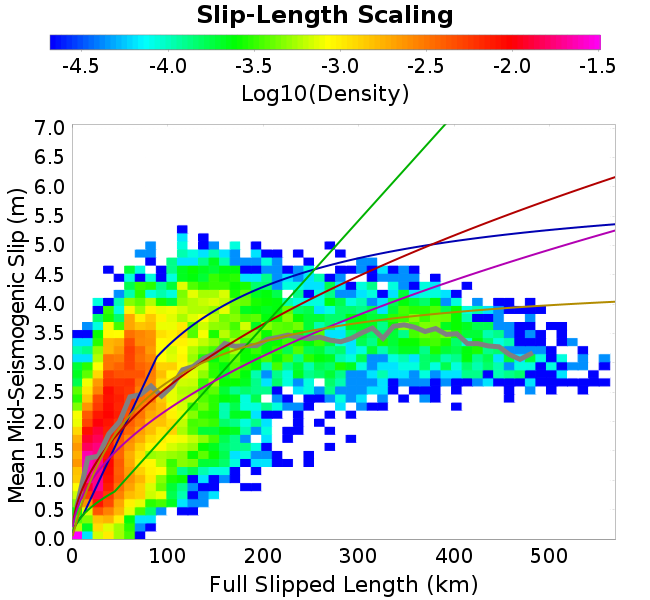 Slip-Length Scaling
-4.5 -4.0 -3.5 -3.0 -2.5 -2.0 -1.5
Log10(Density)
7.0
6.5
6.0
5.5
5.0
4.5
4.0
3.5
3.0
2.5
2.0
1.5
1.0
0.5
0.0
Mean Mid-Seismogenic Slip (m)
0 100 200 300 400 500
Full Slipped Length (km)